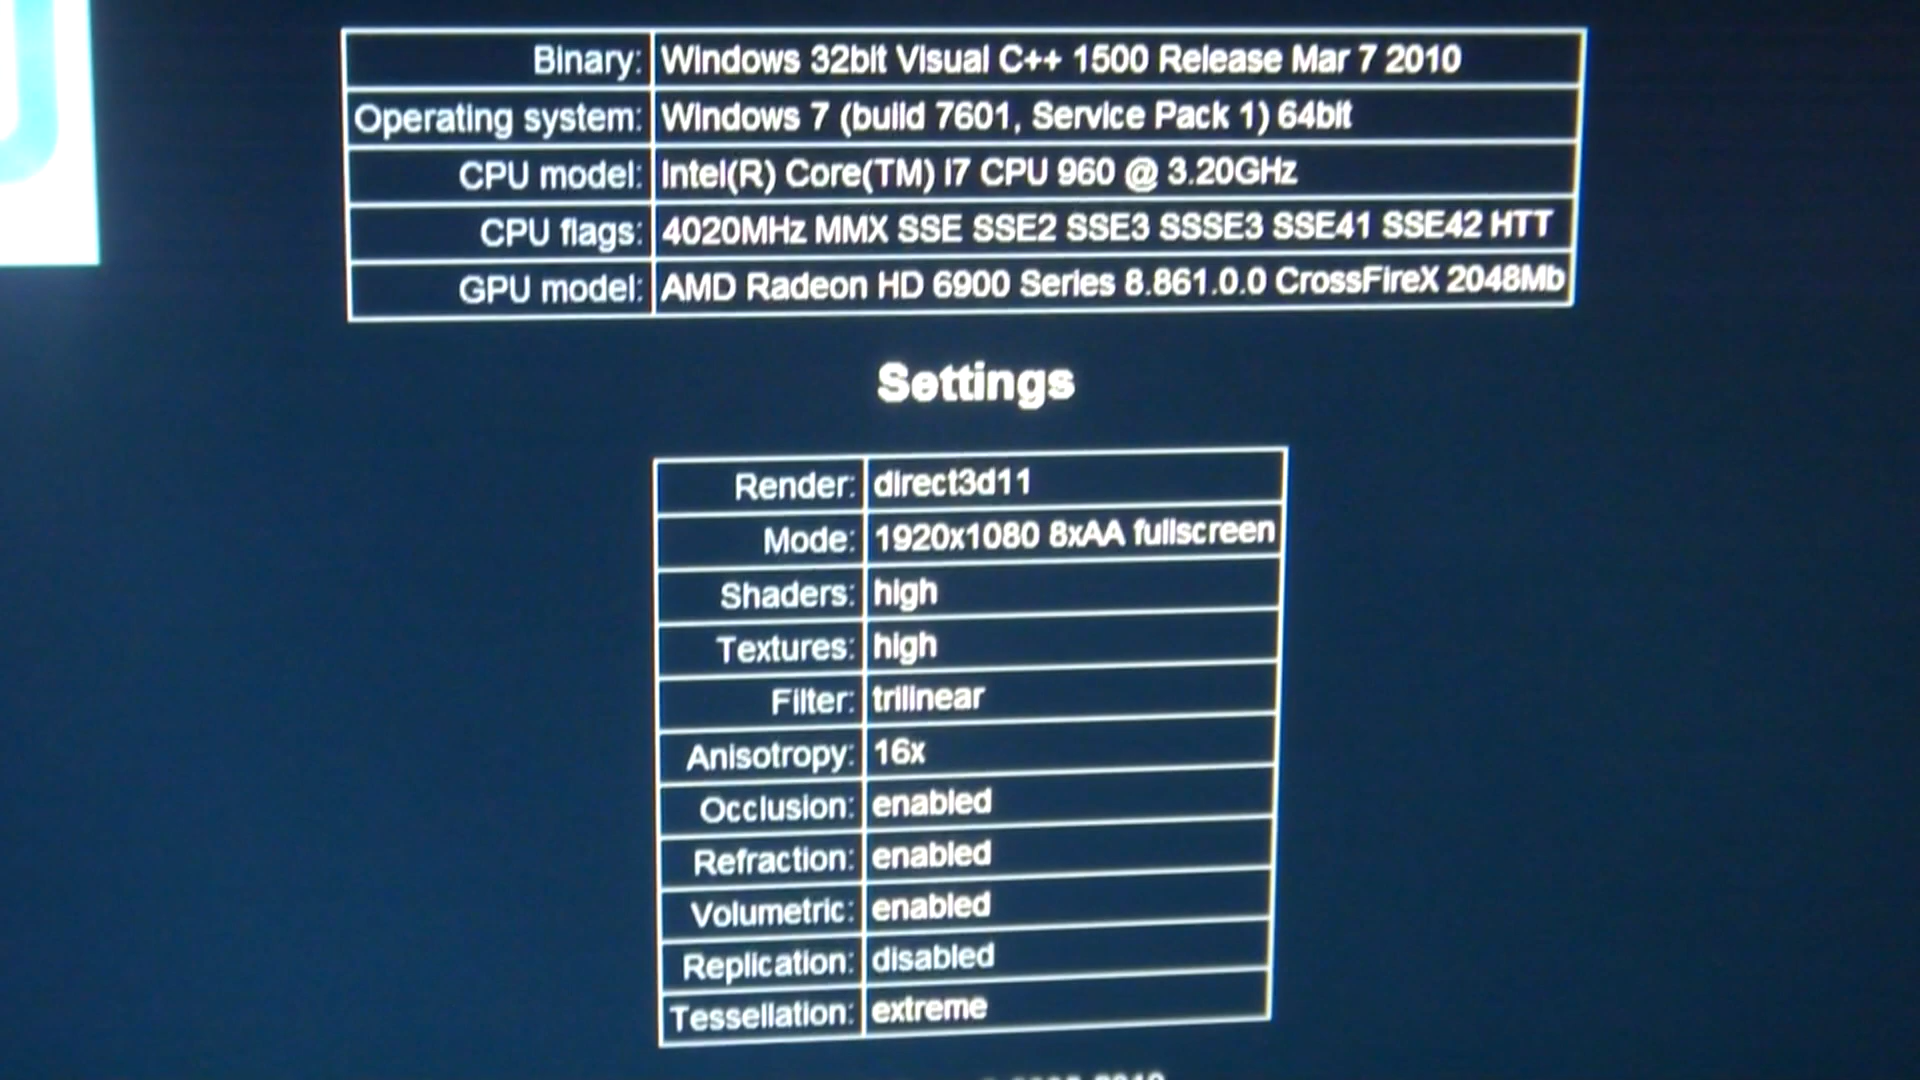 Binary: Windows 32bit Visual C++ 1500 Release Mar 7 2010
Operating system: Windows 7 (build 7601, Service Pack 1) 64bit
CPU model: Intel(R) Core(TM) i7 CPU 960 @ 3.20GHz
CPU flags: 4020MHz MMX SSE SSE2 SSE3 SSSE3 SSE41 SSE42 HTT
GPU model: AMD Radeon HD 6900 Series 8.861.0.0 CrossFireX 2048Mb
Settings
Render: direct3d11
Mode: 1920x1080 8xAA fullscreen
Shaders: high
Textures: high
Filter: trilinear
Anisotropy: 16x
Occlusion: enabled
Refraction: enabled
Volumetric: enabled
Replication: disabled
Tessellation: extreme